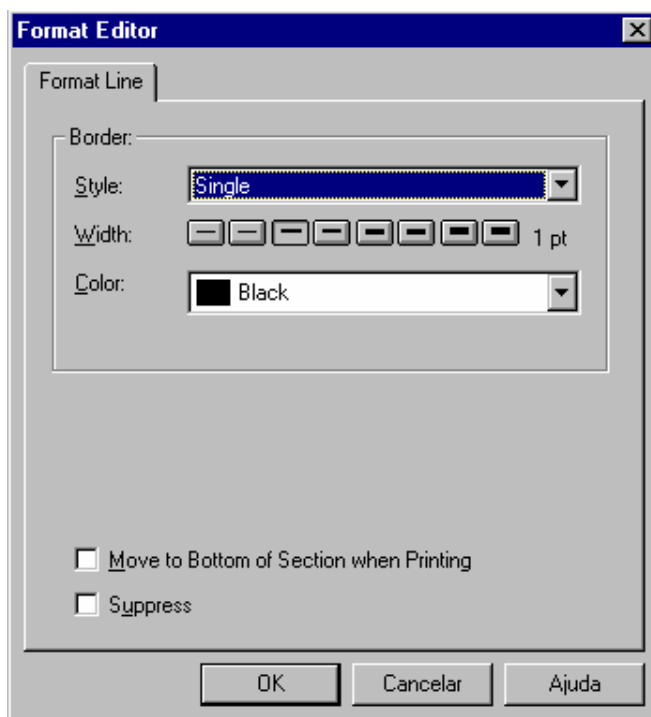 Format Editor
Format Line
Border:
Style: Single
Width: 1 pt
Color: Black
Move to Bottom of Section when Printing
Suppress
OK Cancelar Ajuda